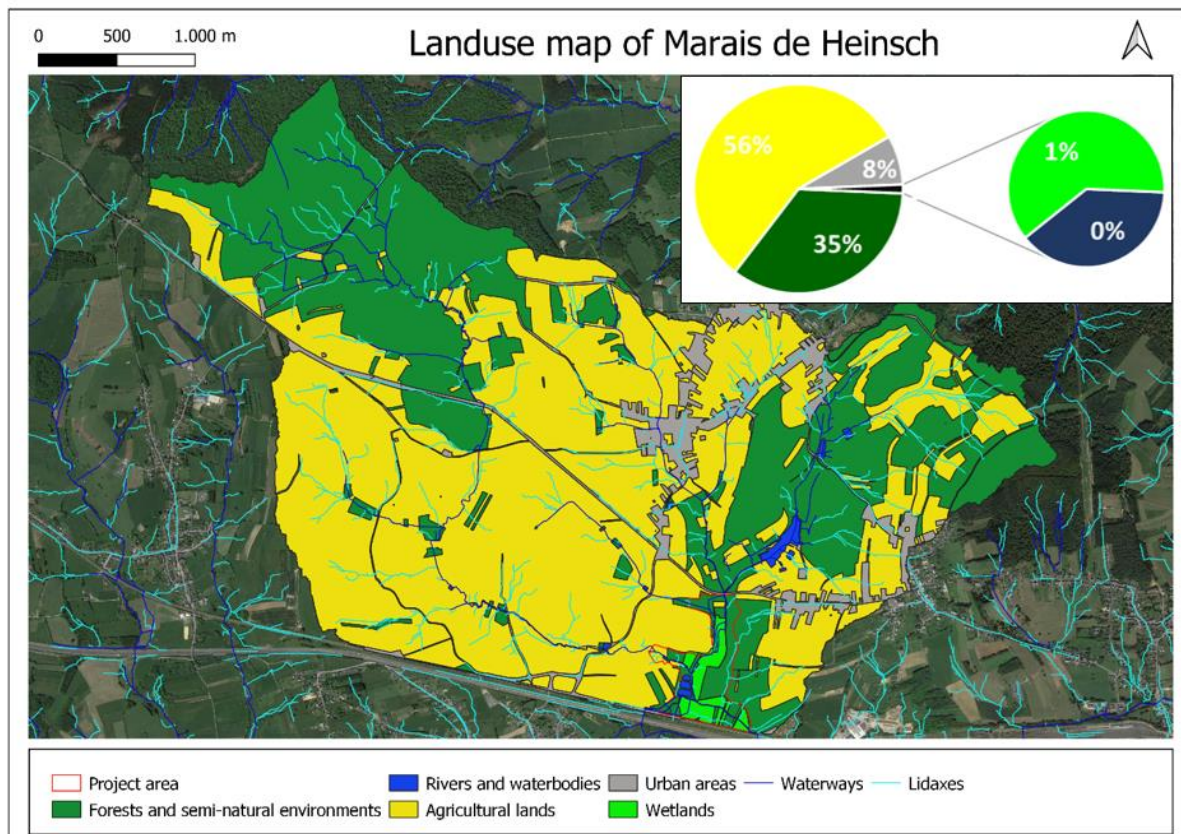 0 500 1.000 m
Landuse map of Marais de Heinsch
56%
8%
35%
1%
0%
Project area
Rivers and waterbodies
Urban areas
Waterways
Lidaxes
Forests and semi-natural environments
Agricultural lands
Wetlands